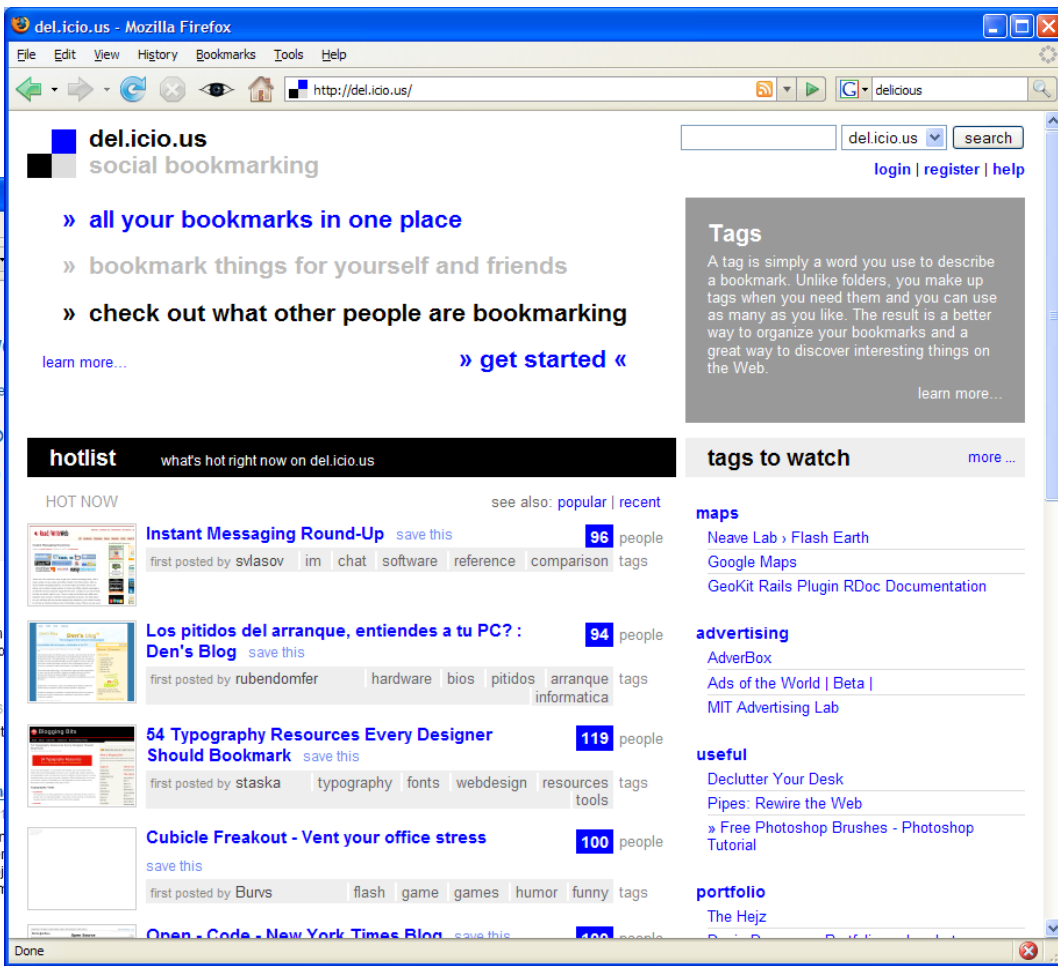 del.icio.us - Mozilla Firefox
File Edit View History Bookmarks Tools Help
http://del.icio.us/
G delicious
del.icio.us
social bookmarking
del.icio.us search
login | register | help
» all your bookmarks in one place
» bookmark things for yourself and friends
» check out what other people are bookmarking
learn more...
» get started «
Tags
A tag is simply a word you use to describe
a bookmark. Unlike folders, you make up
tags when you need them and you can use
as many as you like. The result is a better
way to organize your bookmarks and a
great way to discover interesting things on
the Web.
learn more...
hotlist what's hot right now on del.icio.us
HOT NOW see also: popular | recent
Instant Messaging Round-Up save this 96 people
first posted by svlasov im chat software reference comparison tags
Los pitidos del arranque, entiendes a tu PC? :
Den's Blog save this 94 people
first posted by rubendomfer hardware bios pitidos arranque tags
informatica
54 Typography Resources Every Designer
Should Bookmark save this 119 people
first posted by staska typography fonts webdesign resources tags
tools
Cubicle Freakout - Vent your office stress 100 people
save this
first posted by Burvs flash game games humor funny tags
Open - Code - New York Times Blog save this 100 people
tags to watch more ...
maps
Neave Lab › Flash Earth
Google Maps
GeoKit Rails Plugin RDoc Documentation
advertising
AdverBox
Ads of the World | Beta |
MIT Advertising Lab
useful
Declutter Your Desk
Pipes: Rewire the Web
» Free Photoshop Brushes - Photoshop
Tutorial
portfolio
The Hejz
Done